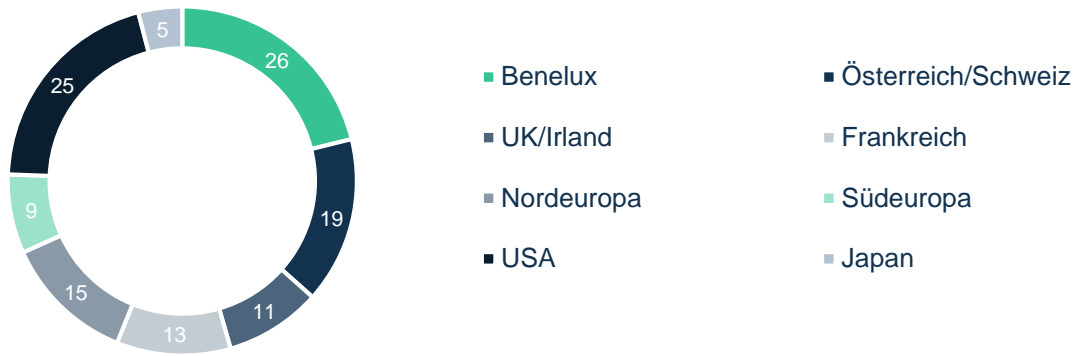 5
26
25
19
9
15
11
13
Benelux
Österreich/Schweiz
UK/Irland
Frankreich
Nordeuropa
Südeuropa
USA
Japan